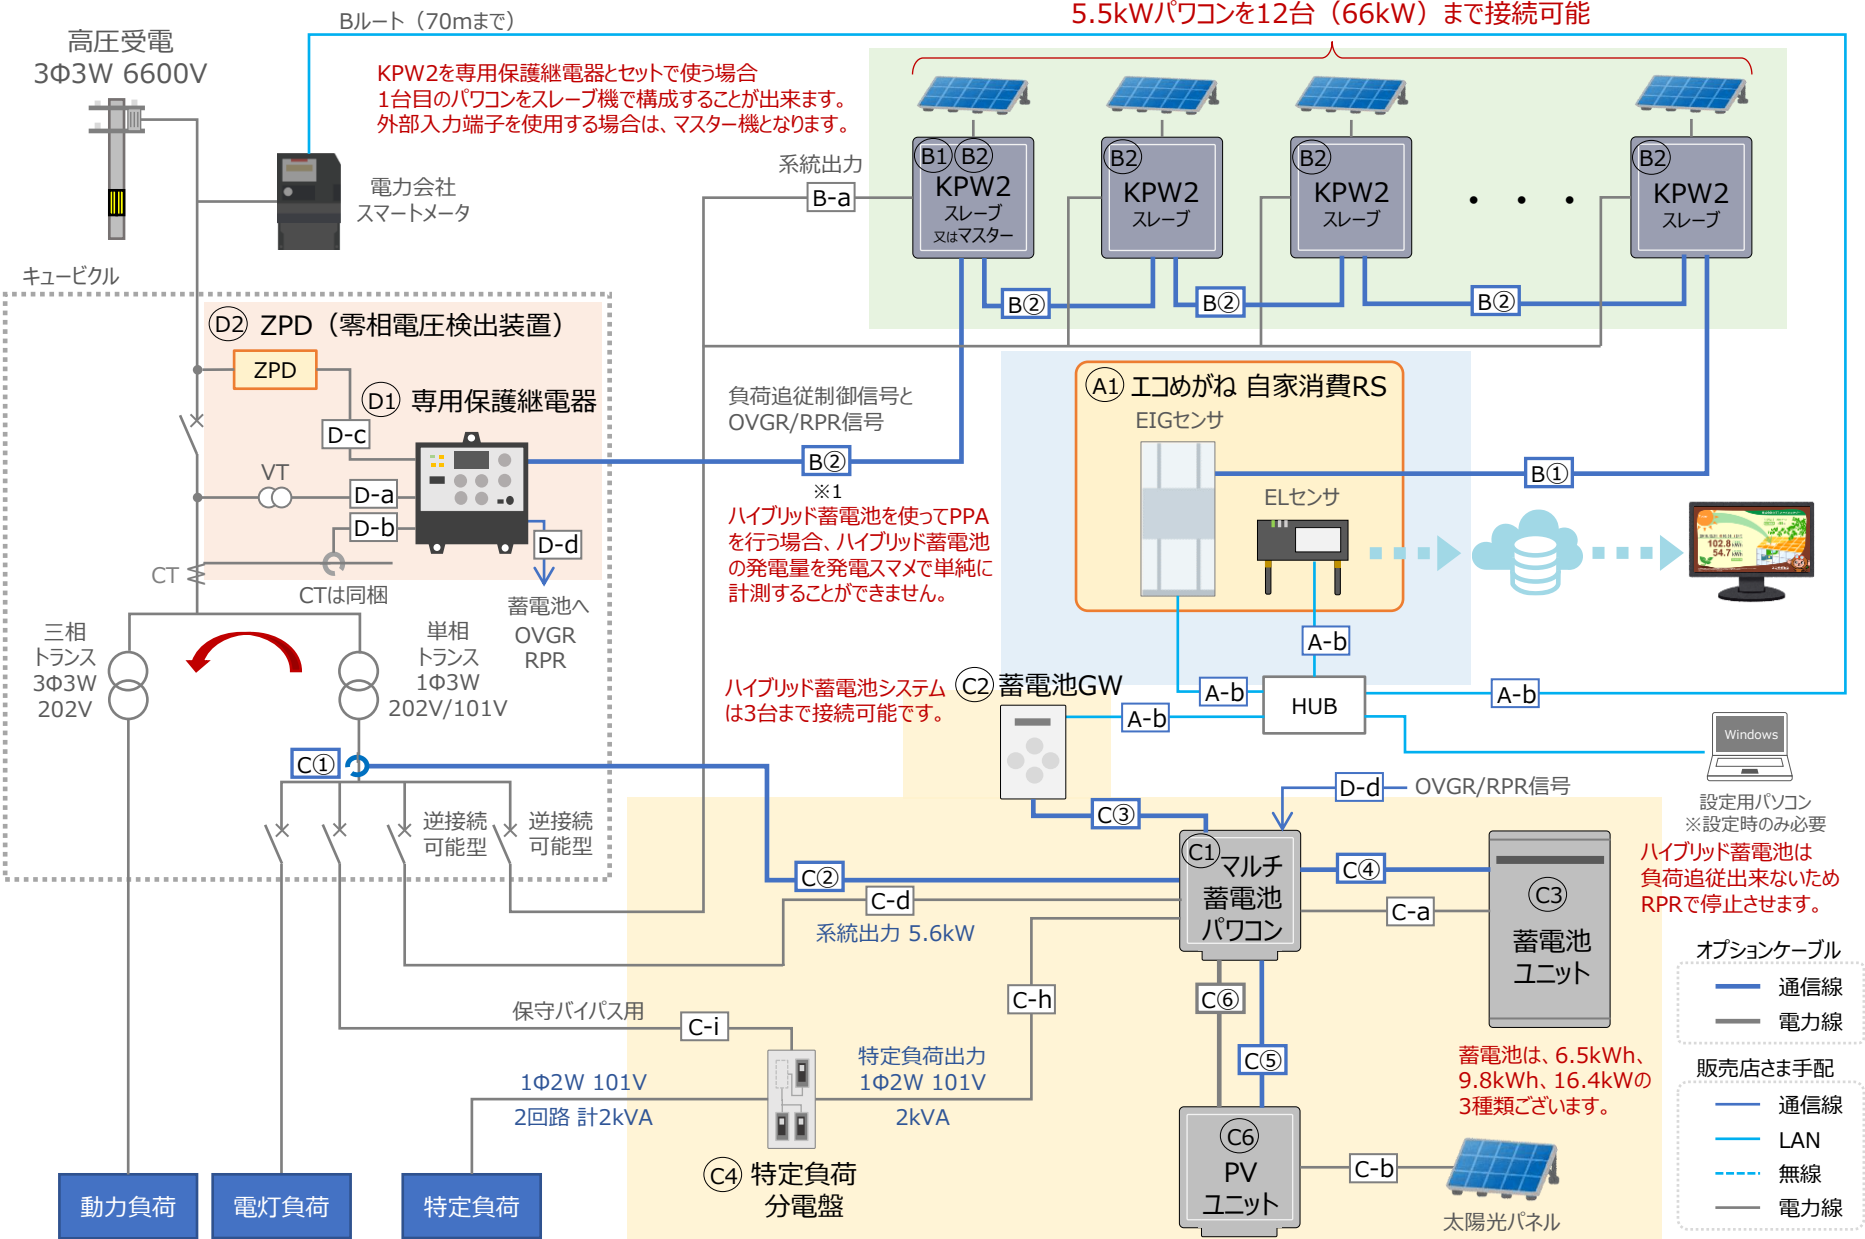 5.5kWパワコンを12台（66kW）まで接続可能
Bルート（70mまで）
高圧受電
3Φ3W 6600V
KPW2を専用保護継電器とセットで使う場合
1台目のパワコンをスレーブ機で構成することが出来ます。
外部入力端子を使用する場合は、マスター機となります。
電力会社
スマートメータ
系統出力
B-a
B1 B2
KPW2
スレーブ
又はマスター
B2
KPW2
スレーブ
B2
KPW2
スレーブ
・・・
B2
KPW2
スレーブ
B②
B②
B②
キュービクル
D2 ZPD（零相電圧検出装置）
ZPD
D1 専用保護継電器
D-c
VT
D-a
D-b
D-d
CT
CTは同梱
蓄電池へ
OVGR
RPR
負荷追従制御信号と
OVGR/RPR信号
B②
※1
ハイブリッド蓄電池を使ってPPA
を行う場合、ハイブリッド蓄電池
の発電量を発電スマメで単純に
計測することができません。
A1 エコめがね 自家消費RS
EIGセンサ
ELセンサ
B①
102.8
54.7
A-b
A-b
A-b
A-b
HUB
三相
トランス
3Φ3W
202V
単相
トランス
1Φ3W
202V/101V
ハイブリッド蓄電池システム
は3台まで接続可能です。
C2 蓄電池GW
Windows
設定用パソコン
※設定時のみ必要
C①
C③
D-d
OVGR/RPR信号
逆接続
可能型
逆接続
可能型
C②
C-d
系統出力 5.6kW
C1
マルチ
蓄電池
パワコン
C④
C-a
C3
蓄電池
ユニット
ハイブリッド蓄電池は
負荷追従出来ないため
RPRで停止させます。
C-h
C⑥
C⑤
保守バイパス用
C-i
特定負荷出力
1Φ2W 101V
2kVA
1Φ2W 101V
2回路 計2kVA
C4 特定負荷
分電盤
C6
PV
ユニット
C-b
太陽光パネル
蓄電池は、6.5kWh、
9.8kWh、16.4kWの
3種類ございます。
動力負荷
電灯負荷
特定負荷
オプションケーブル
通信線
電力線
販売店さま手配
通信線
LAN
無線
電力線